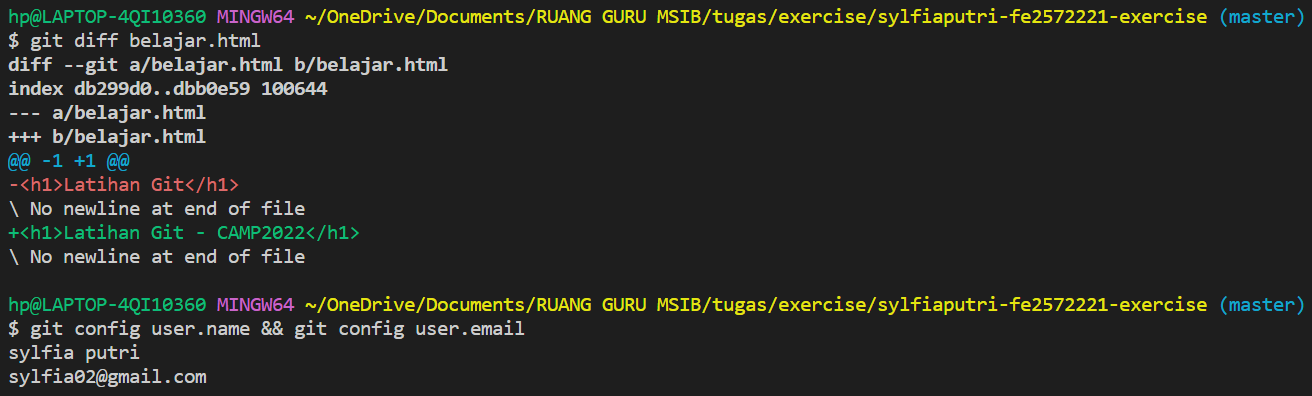 hp@LAPTOP-4QI10360 MINGW64 ~/OneDrive/Documents/RUANG GURU MSIB/tugas/exercise/sylfiaputri-fe2572221-exercise (master)
$ git diff belajar.html
diff --git a/belajar.html b/belajar.html
index db299d0..dbb0e59 100644
--- a/belajar.html
+++ b/belajar.html
@@ -1 +1 @@
-<h1>Latihan Git</h1>
\ No newline at end of file
+<h1>Latihan Git - CAMP2022</h1>
\ No newline at end of file
hp@LAPTOP-4QI10360 MINGW64 ~/OneDrive/Documents/RUANG GURU MSIB/tugas/exercise/sylfiaputri-fe2572221-exercise (master)
$ git config user.name && git config user.email
sylfia putri
sylfia02@gmail.com